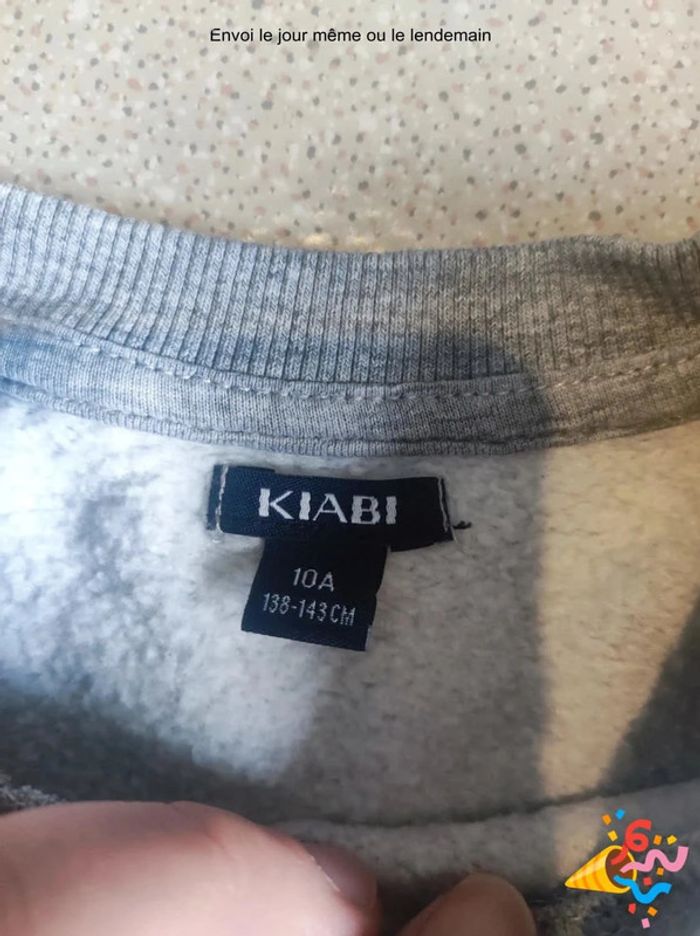 Envoi le jour même ou le lendemain
KIABI
10A
138-143CM